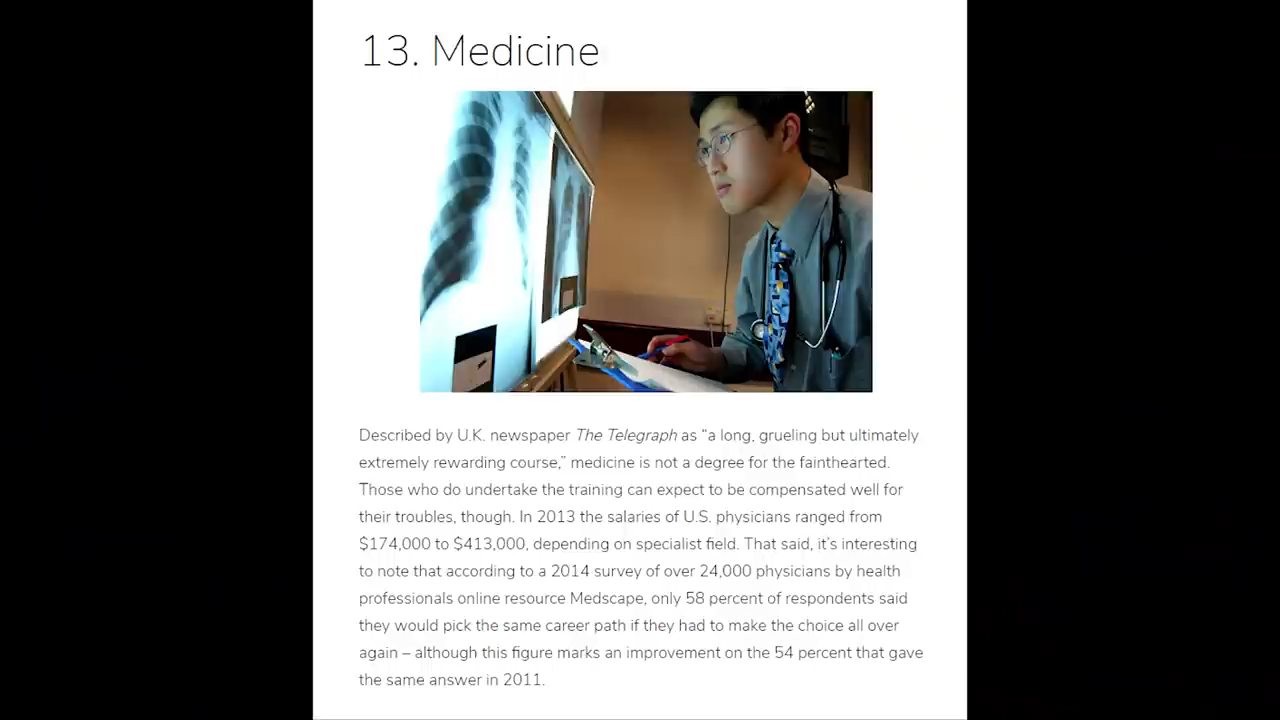 13. Medicine
Described by U.K. newspaper The Telegraph as “a long, grueling but ultimately
extremely rewarding course,” medicine is not a degree for the fainthearted.
Those who do undertake the training can expect to be compensated well for
their troubles, though. In 2013 the salaries of U.S. physicians ranged from
$174,000 to $413,000, depending on specialist field. That said, it’s interesting
to note that according to a 2014 survey of over 24,000 physicians by health
professionals online resource Medscape, only 58 percent of respondents said
they would pick the same career path if they had to make the choice all over
again – although this figure marks an improvement on the 54 percent that gave
the same answer in 2011.